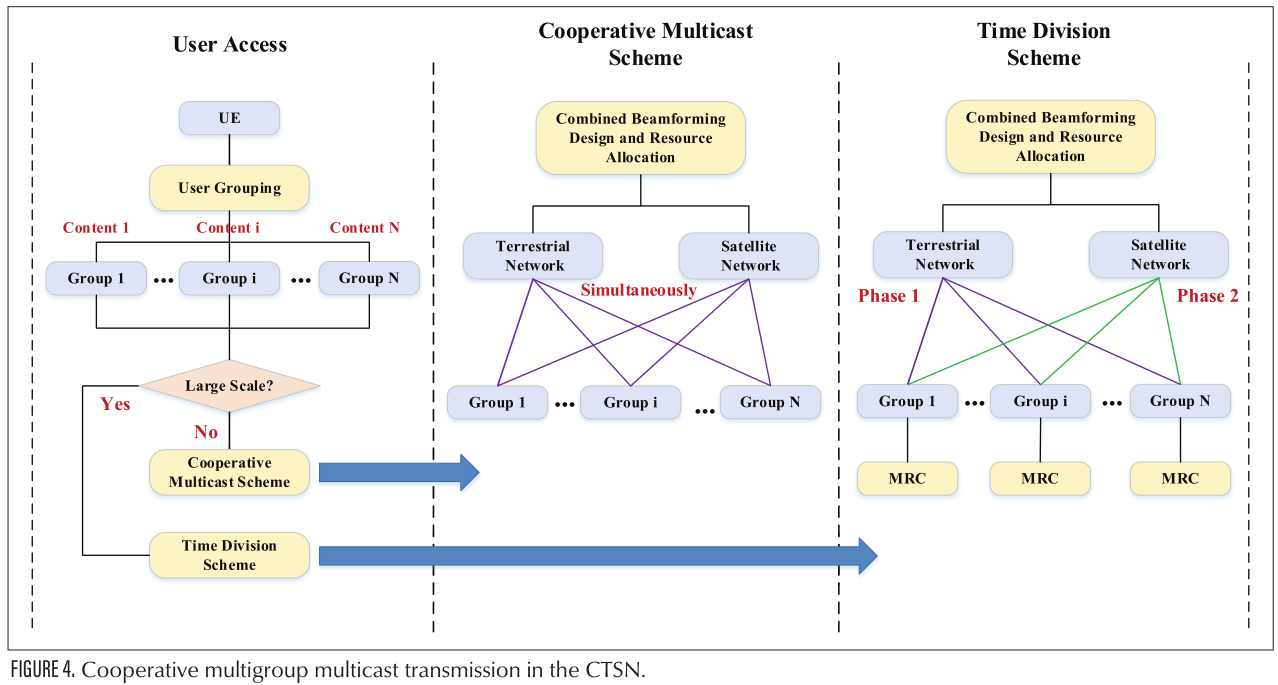 User Access
UE
User Grouping
Content 1
Content i
Content N
Group 1
...
Group i
...
Group N
Large Scale?
Yes
No
Cooperative
Multicast Scheme
Time Division
Scheme
Cooperative Multicast
Scheme
Combined Beamforming
Design and Resource
Allocation
Terrestrial
Network
Satellite
Network
Simultaneously
Group 1
...
Group i
...
Group N
Time Division
Scheme
Combined Beamforming
Design and Resource
Allocation
Terrestrial
Network
Satellite
Network
Phase 1
Phase 2
Group 1
...
Group i
...
Group N
MRC
MRC
MRC
FIGURE 4. Cooperative multigroup multicast transmission in the CTSN.